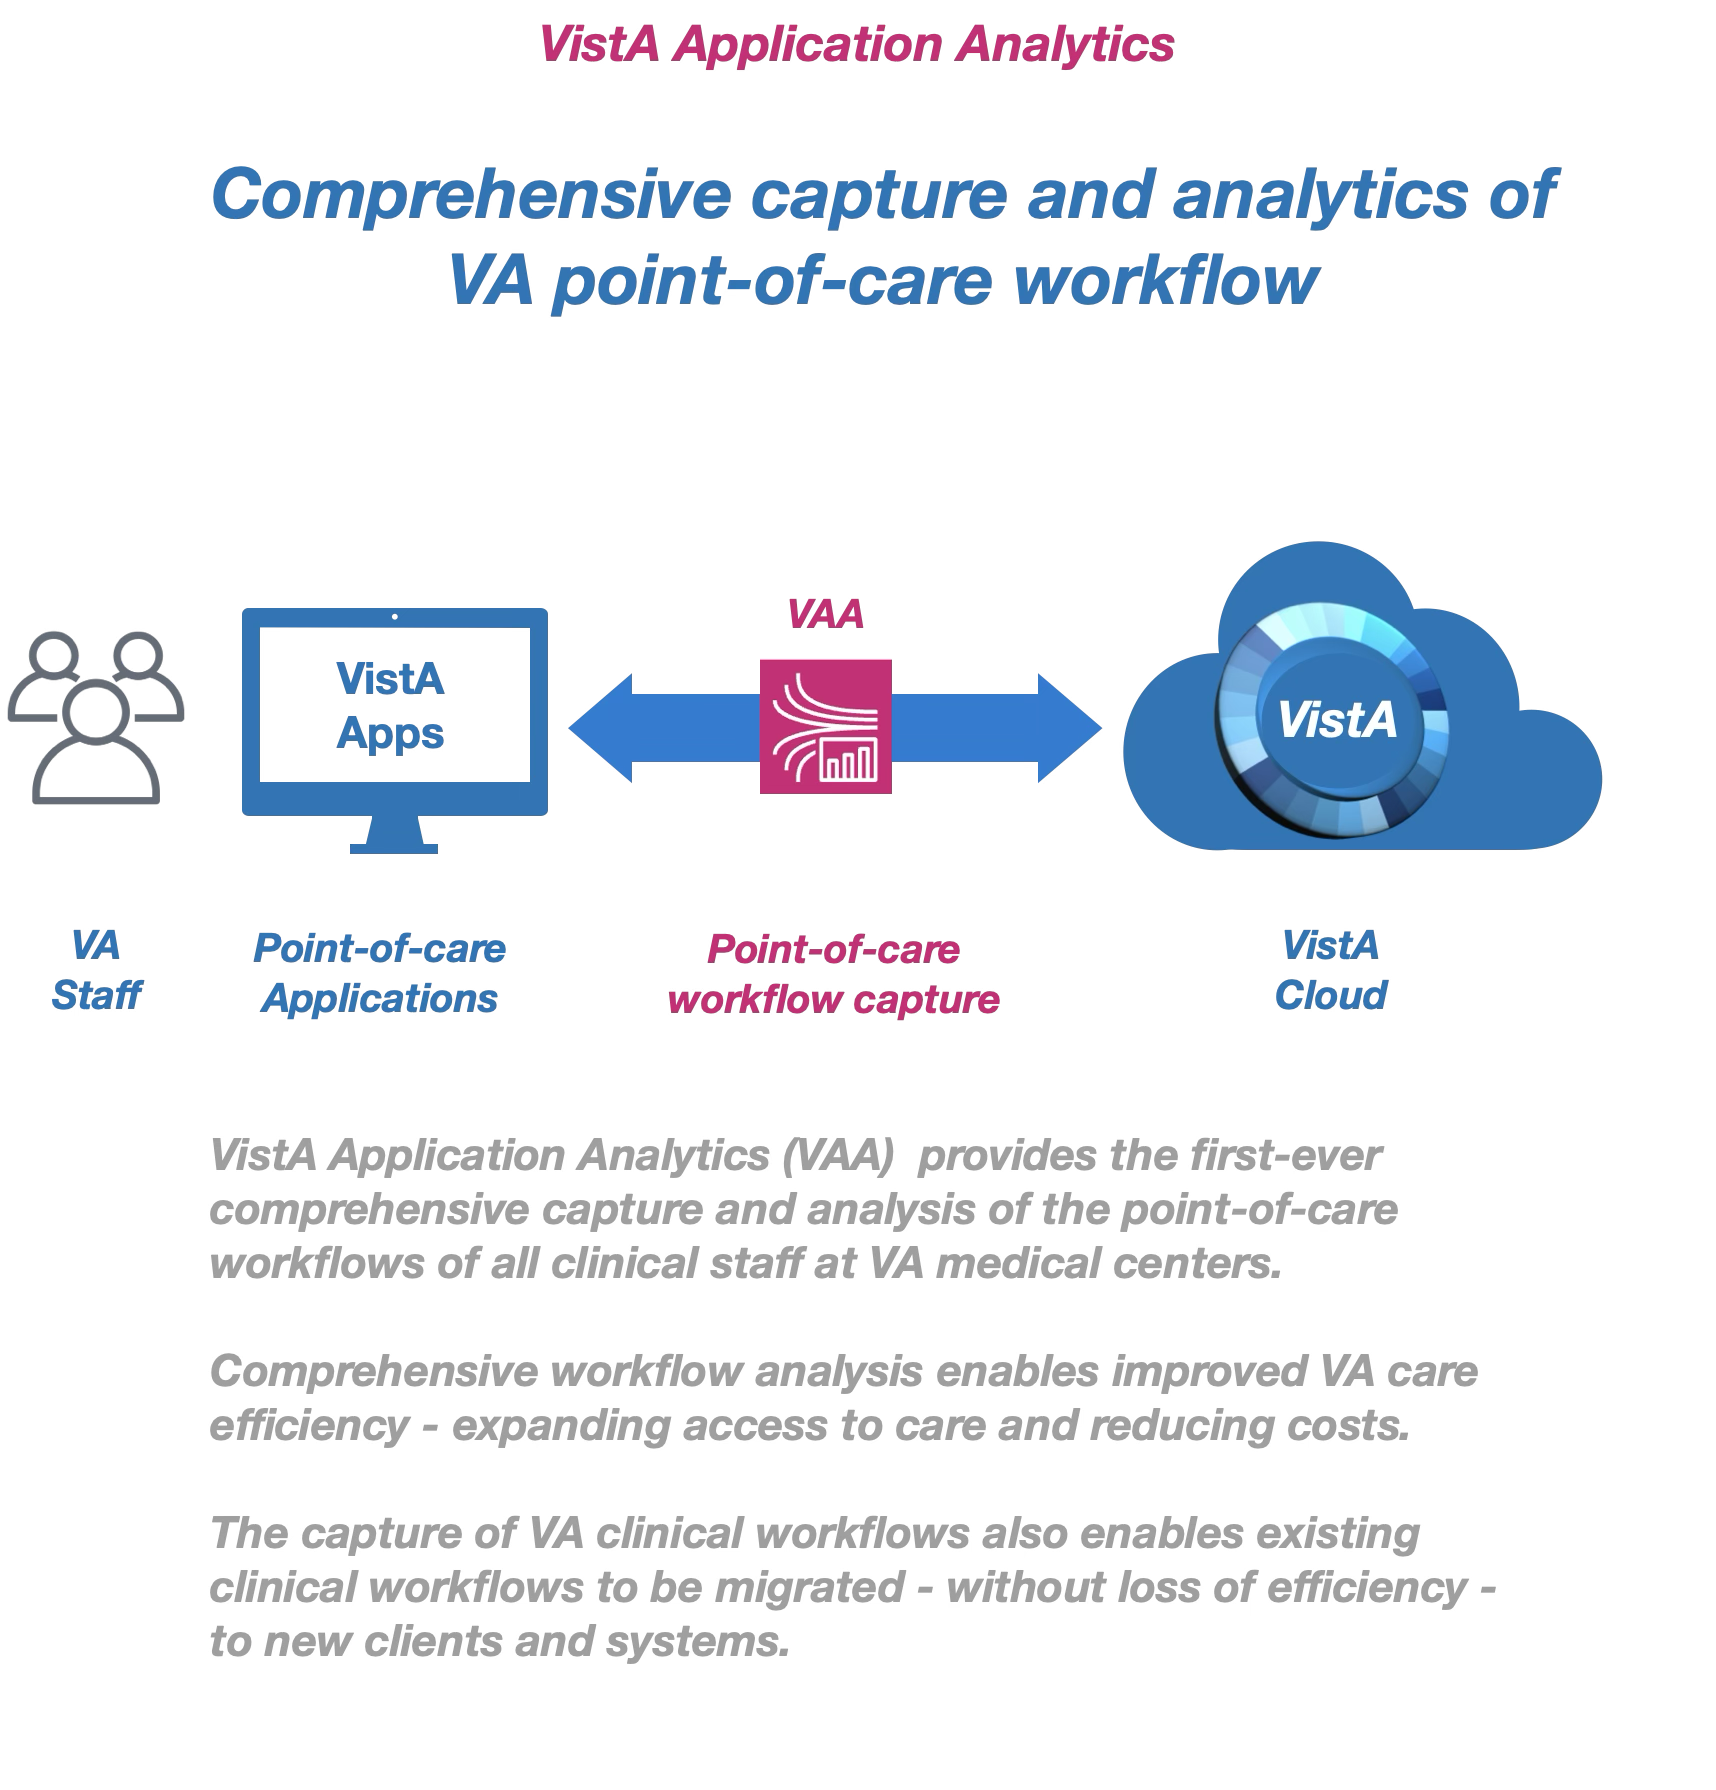 VistA Application Analytics
Comprehensive capture and analytics of
VA point-of-care workflow
VAA
VistA
Apps
VistA
VA
Staff
Point-of-care
Applications
Point-of-care
workflow capture
VistA
Cloud
VistA Application Analytics (VAA)  provides the first-ever
comprehensive capture and analysis of the point-of-care
workflows of all clinical staff at VA medical centers.
Comprehensive workflow analysis enables improved VA care
efficiency - expanding access to care and reducing costs.
The capture of VA clinical workflows also enables existing
clinical workflows to be migrated - without loss of efficiency -
to new clients and systems.